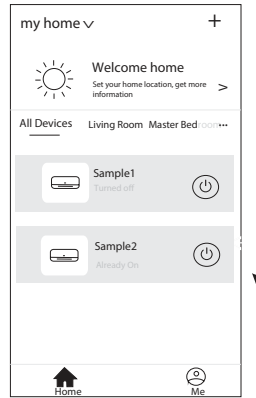 my home
Welcome home
Set your home location, get more
information
All Devices Living Room Master Bedroom
Sample1
Turned off
Sample2
Already On
Home Me